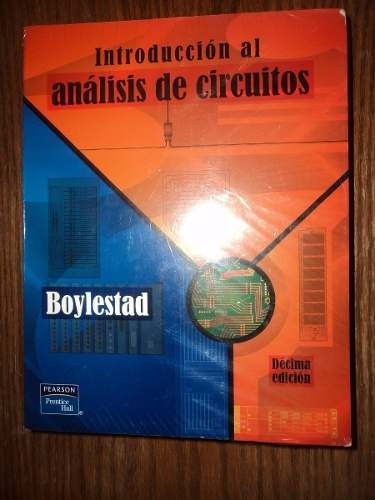 Introducción al
análisis de circuitos
Boylestad
Décima
edición
PEARSON
Prentice
Hall
®